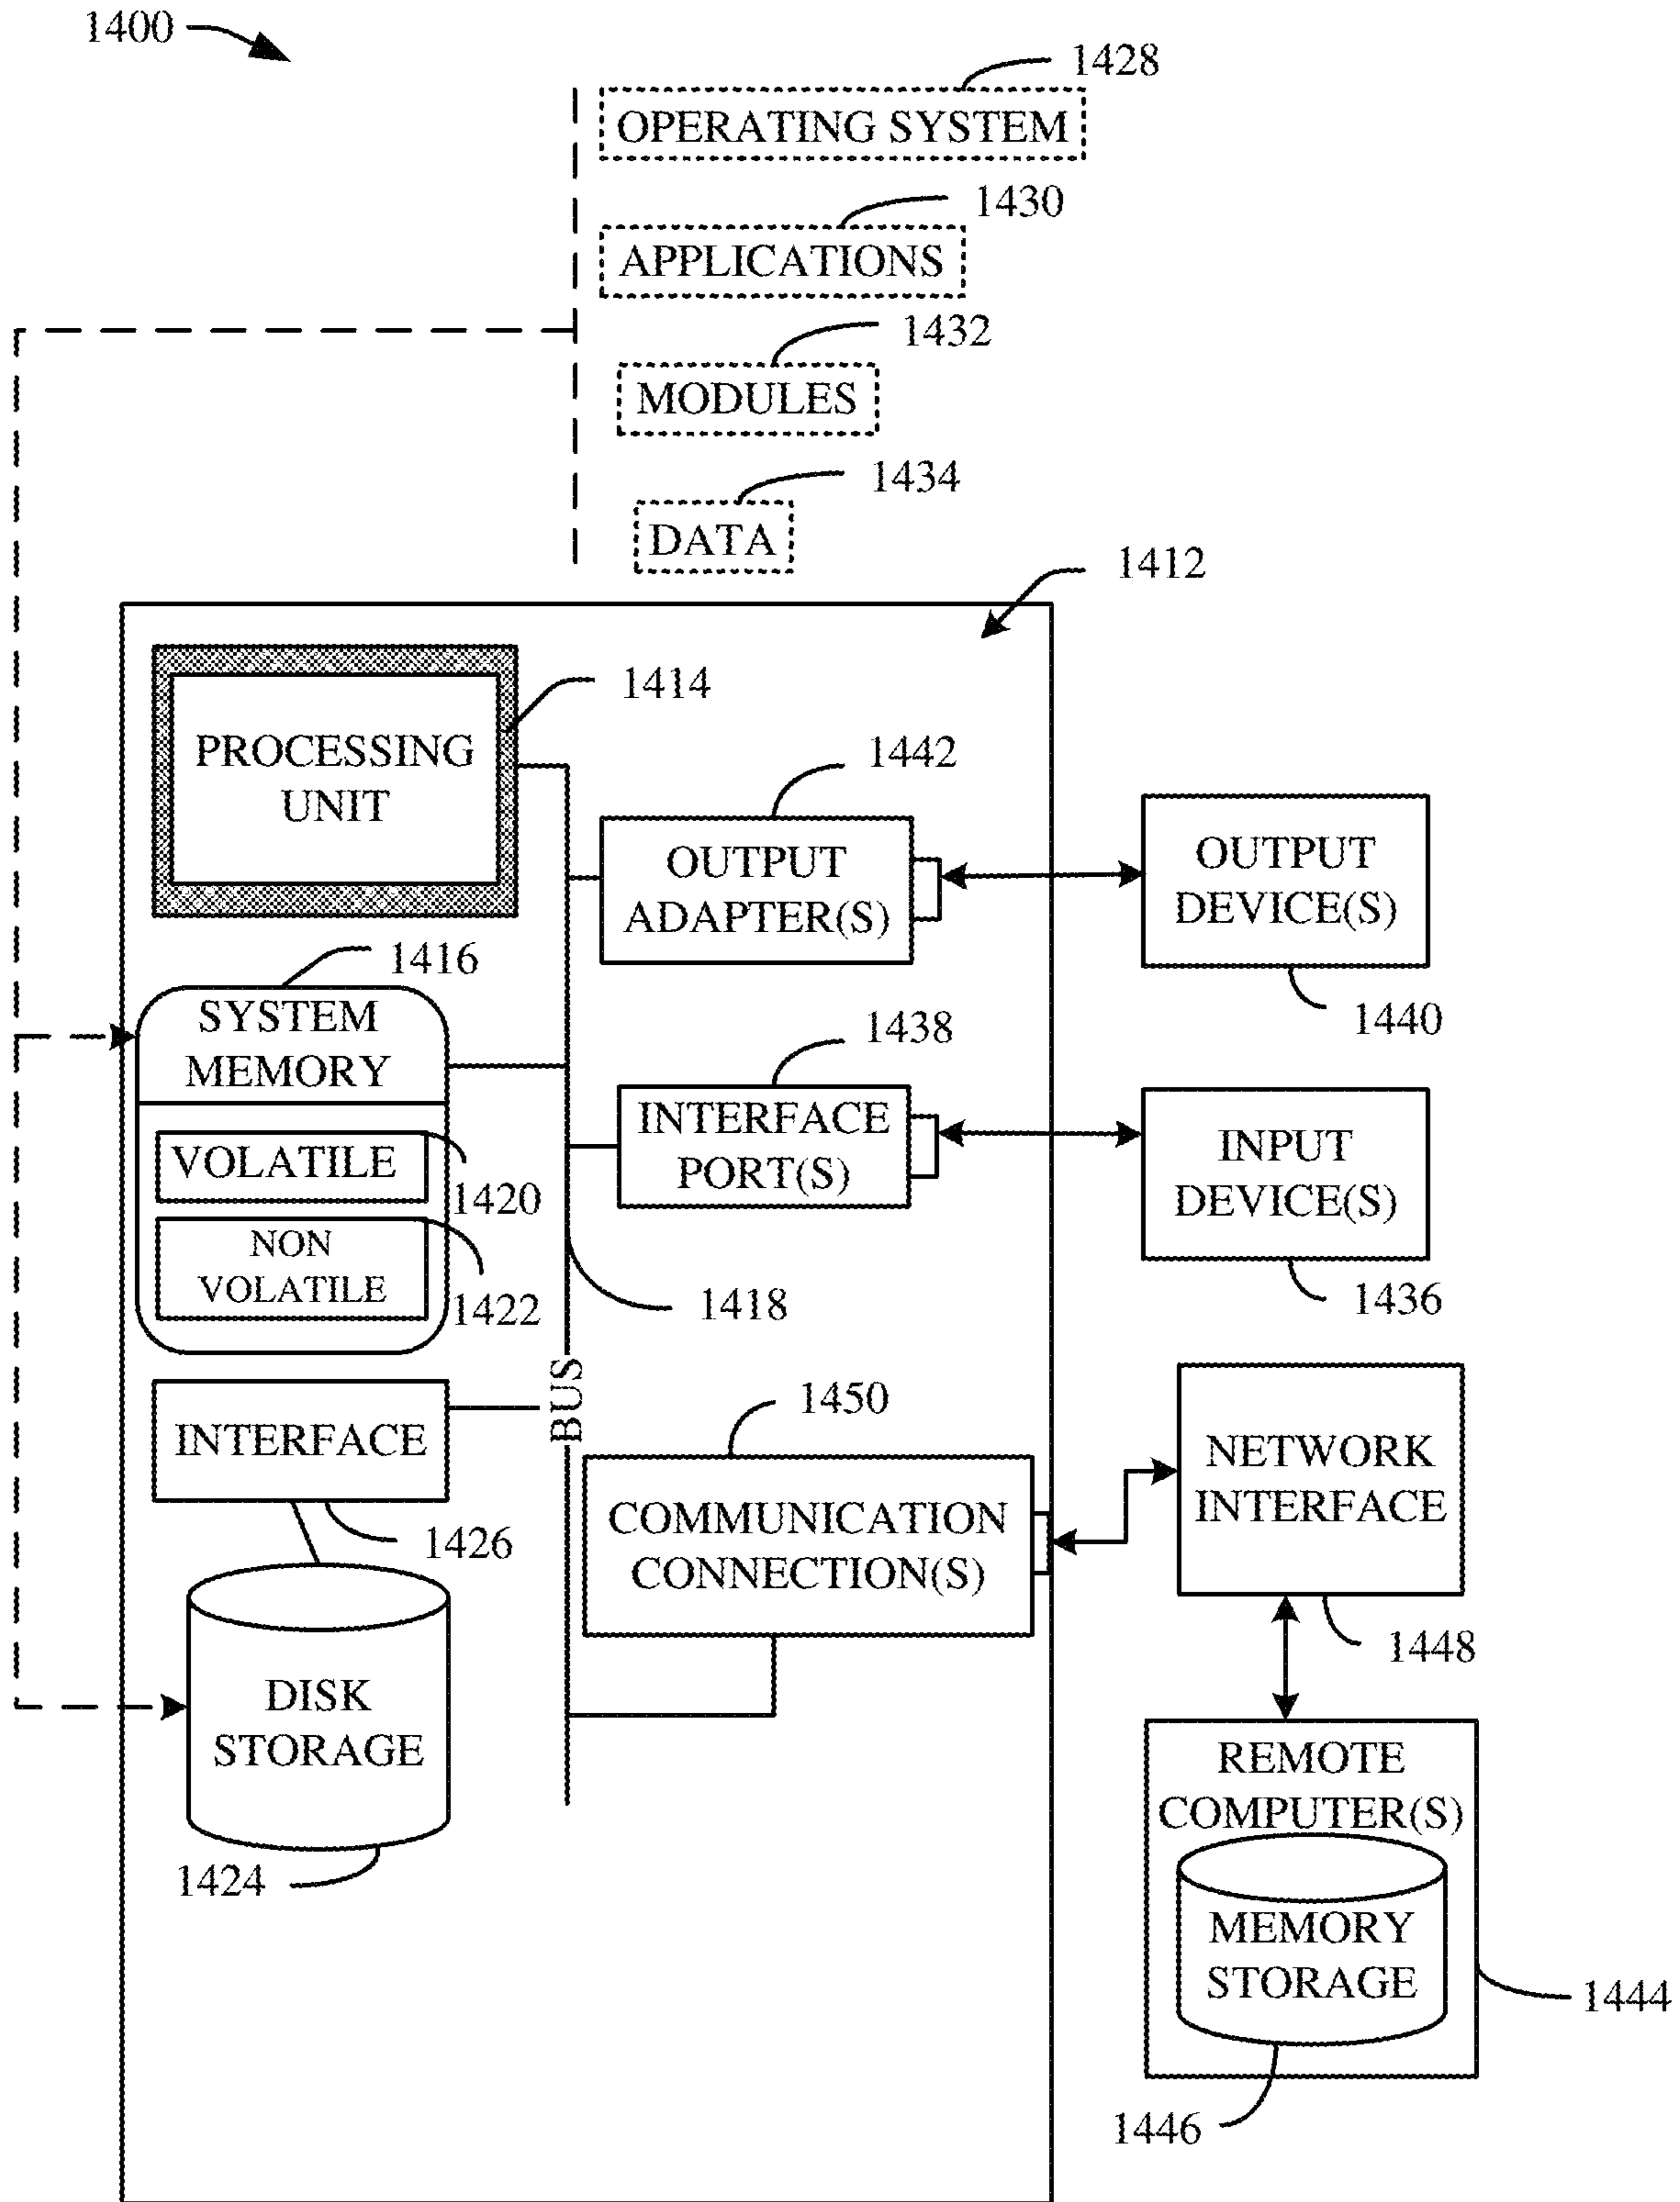 1400
1428
OPERATING SYSTEM
1430
APPLICATIONS
1432
MODULES
1434
DATA
1412
PROCESSING
UNIT
1414
1442
OUTPUT
ADAPTER(S)
OUTPUT
DEVICE(S)
1440
1416
SYSTEM
MEMORY
VOLATILE
1420
NON
VOLATILE
1422
1438
INTERFACE
PORT(S)
INPUT
DEVICE(S)
1436
1418
BUS
INTERFACE
1426
1450
COMMUNICATION
CONNECTION(S)
NETWORK
INTERFACE
1448
DISK
STORAGE
1424
REMOTE
COMPUTER(S)
MEMORY
STORAGE
1444
1446